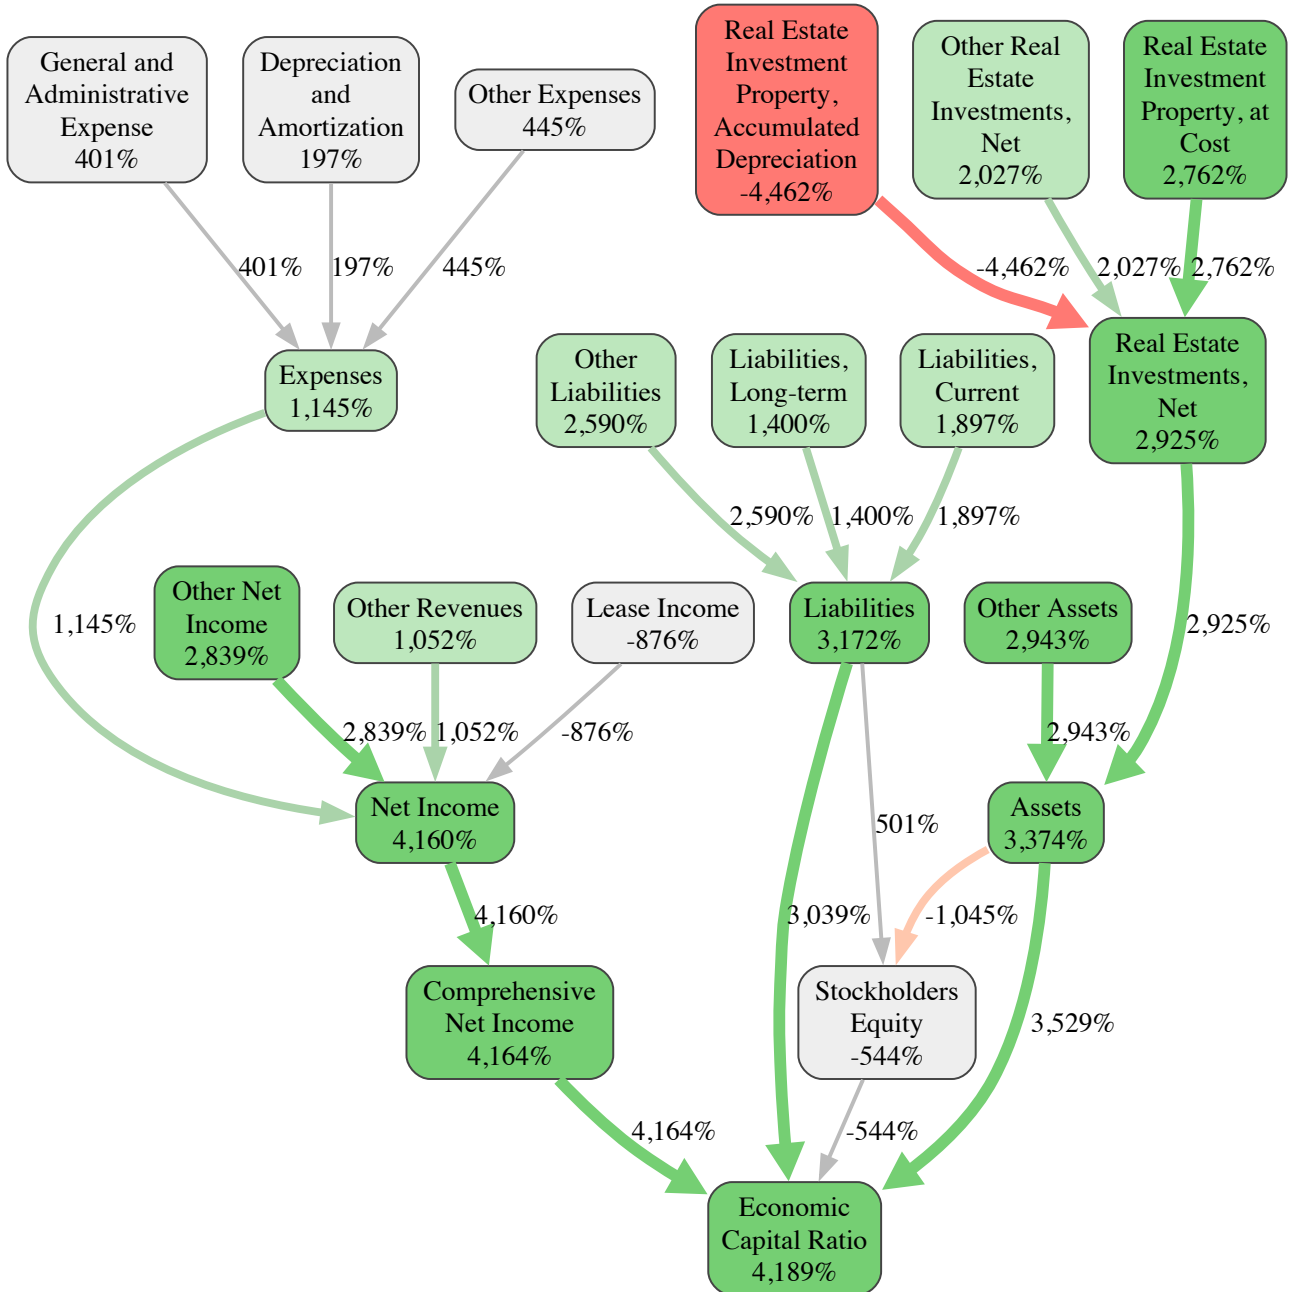 General and
Administrative
Expense
401%
Depreciation
and
Amortization
197%
Other Expenses
445%
Real Estate
Investment
Property,
Accumulated
Depreciation
-4,462%
Other Real
Estate
Investments,
Net
2,027%
Real Estate
Investment
Property, at
Cost
2,762%
401%
197%
445%
-4,462%
2,027%
2,762%
Expenses
1,145%
Other
Liabilities
2,590%
Liabilities,
Long-term
1,400%
Liabilities,
Current
1,897%
Real Estate
Investments,
Net
2,925%
2,590%
1,400%
1,897%
1,145%
Other Net
Income
2,839%
Other Revenues
1,052%
Lease Income
-876%
Liabilities
3,172%
Other Assets
2,943%
2,925%
2,839%
1,052%
-876%
2,943%
Net Income
4,160%
501%
Assets
3,374%
4,160%
3,039%
-1,045%
Comprehensive
Net Income
4,164%
Stockholders
Equity
-544%
3,529%
4,164%
-544%
Economic
Capital Ratio
4,189%